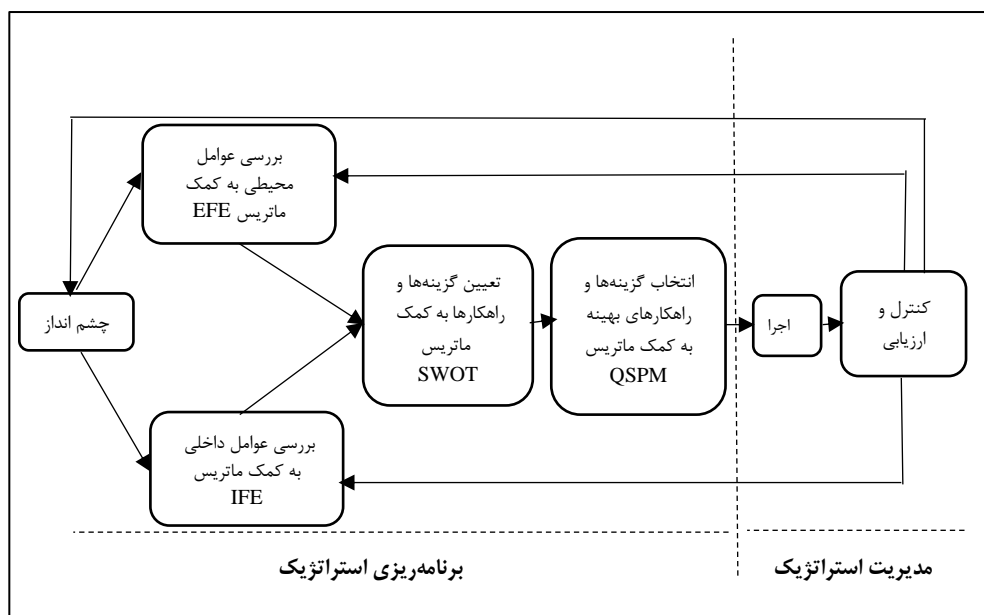 چشم انداز
بررسی عوامل
محیطی به کمک
ماتریس EFE
بررسی عوامل داخلی
به کمک ماتریس
IFE
تعیین گزینه‌ها و
راهکارها به کمک
ماتریس
SWOT
انتخاب گزینه‌ها و
راهکارهای بهینه
به کمک ماتریس
QSPM
اجرا
کنترل و
ارزیابی
برنامه‌ریزی استراتژیک
مدیریت استراتژیک